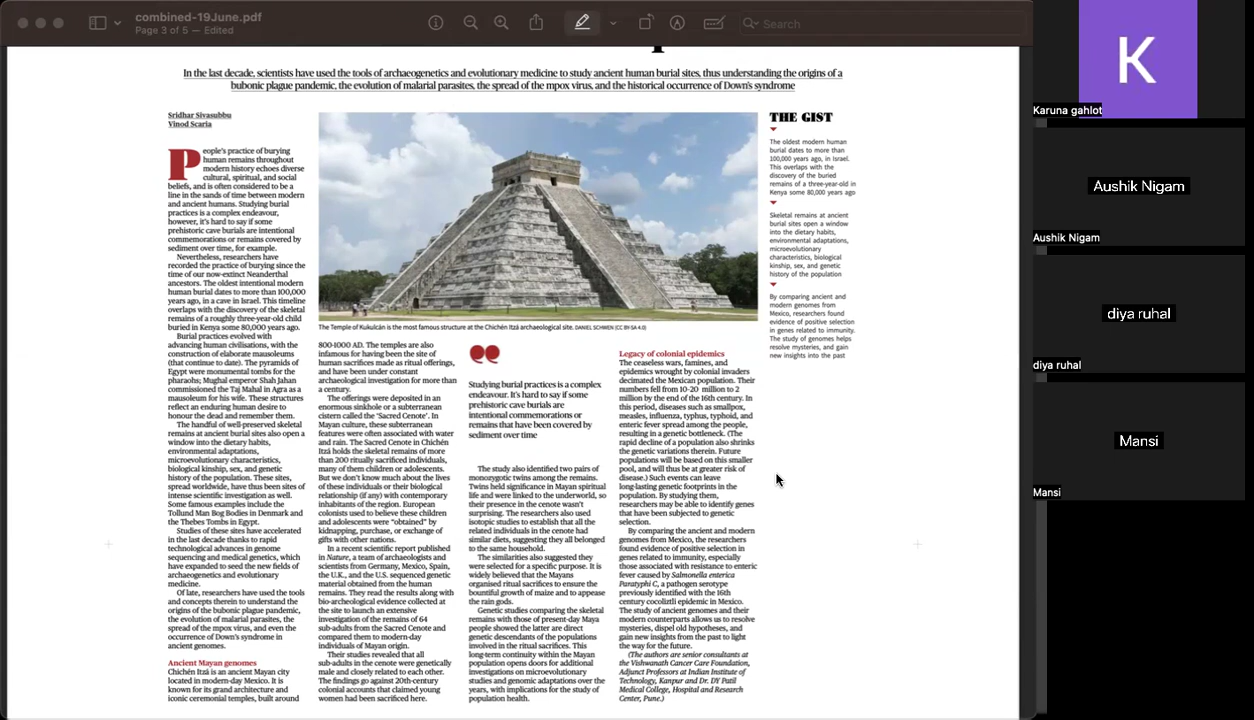 combined-19June.pdf
Page 3 of 5 — Edited
Search
In the last decade, scientists have used the tools of archaeogenetics and evolutionary medicine to study ancient human burial sites, thus understanding the origins of a
bubonic plague pandemic, the evolution of malarial parasites, the spread of the mpox virus, and the historical occurrence of Down's syndrome
Sridhar Sivasubbu
Vinod Scaria
People's practice of burying
human remains throughout
modern history echoes diverse
cultural, spiritual, and social
beliefs, and is often considered to be a
line in the sands of time between modern
and ancient humans. Studying burial
practices is a complex endeavour,
however, it's hard to say if some
prehistoric cave burials are intentional
commemorations or remains covered by
sediment over time, for example.
Nevertheless, researchers have
recorded the practice of burying since the
time of our now-extinct Neanderthal
ancestors. The oldest intentional modern
human burial dates to more than 100,000
years ago, in a cave in Israel. This timeline
overlaps with the discovery of the skeletal
remains of a roughly three-year-old child
buried in Kenya some 80,000 years ago.
Burial practices evolved with
advancing human civilisations, with the
construction of elaborate mausoleums
(that continue to date). The pyramids of
Egypt were monumental tombs for the
pharaohs; Mughal emperor Shah Jahan
commissioned the Taj Mahal in Agra as a
mausoleum for his wife. These structures
reflect an enduring human desire to
honour the dead and remember them.
The handful of well-preserved skeletal
remains at ancient burial sites also open a
window into the dietary habits,
environmental adaptations,
microevolutionary characteristics,
biological kinship, sex, and genetic
history of the population. These sites,
spread worldwide, have thus been sites of
intense scientific investigation as well.
Some famous examples include the
Tollund Man Bog Bodies in Denmark and
the Thebes Tombs in Egypt.
Studies of these sites have accelerated
in the last decade thanks to rapid
technological advances in genome
sequencing and medical genetics, which
have expanded to seed the new fields of
archaeogenetics and evolutionary
medicine.
Of late, researchers have used the tools
and concepts therein to understand the
origins of the bubonic plague pandemic,
the evolution of malarial parasites, the
spread of the mpox virus, and even the
occurrence of Down's syndrome in
ancient genomes.
Ancient Mayan genomes
Chichén Itzá is an ancient Mayan city
located in modern-day Mexico. It is
known for its grand architecture and
iconic ceremonial temples, built around
The Temple of Kukulcán is the most famous structure at the Chichén Itzá archaeological site. DANIEL SCHWEN (CC BY-SA 4.0)
800-1000 AD. The temples are also
infamous for having been the site of
human sacrifices made as ritual offerings,
and have been under constant
archaeological investigation for more than
a century.
The offerings were deposited in an
enormous sinkhole or a subterranean
cistern called the 'Sacred Cenote'. In
Mayan culture, these subterranean
features were often associated with water
and rain. The Sacred Cenote in Chichén
Itzá holds the skeletal remains of more
than 200 ritually sacrificed individuals,
many of them children or adolescents.
But we don't know much about the lives
of these individuals or their biological
relationship (if any) with contemporary
inhabitants of the region. European
colonists used to believe these children
and adolescents were "obtained" by
kidnapping, purchase, or exchange of
gifts with other nations.
In a recent scientific report published
in Nature, a team of archaeologists and
scientists from Germany, Mexico, Spain,
the U.K., and the U.S. sequenced genetic
material obtained from the human
remains. They read the results along with
bio-archeological evidence collected at
the site to launch an extensive
investigation of the remains of 64
sub-adults from the Sacred Cenote and
compared them to modern-day
individuals of Mayan origin.
Their studies revealed that all
sub-adults in the cenote were genetically
male and closely related to each other.
The findings go against 20th-century
colonial accounts that claimed young
women had been sacrificed here.
Studying burial practices is a complex
endeavour. It's hard to say if some
prehistoric cave burials are
intentional commemorations or
remains that have been covered by
sediment over time
The study also identified two pairs of
monozygotic twins among the remains.
Twins held significance in Mayan spiritual
life and were linked to the underworld, so
their presence in the cenote wasn't
surprising. The researchers also used
isotopic studies to establish that all the
related individuals in the cenote had
similar diets, suggesting they all belonged
to the same household.
The similarities also suggested they
were selected for a specific purpose. It is
widely believed that the Mayans
organised ritual sacrifices to ensure the
bountiful growth of maize and to appease
the rain gods.
Genetic studies comparing the skeletal
remains with those of present-day Maya
people showed the latter are direct
genetic descendants of the populations
involved in the ritual sacrifices. This
long-term continuity within the Mayan
population opens doors for additional
investigations on microevolutionary
studies and genomic adaptations over the
years, with implications for the study of
population health.
Legacy of colonial epidemics
The ceaseless wars, famines, and
epidemics wrought by colonial invaders
decimated the Mexican population. Their
numbers fell from 10-20 million to 2
million by the end of the 16th century. In
this period, diseases such as smallpox,
measles, influenza, typhus, typhoid, and
enteric fever spread among the people,
resulting in a genetic bottleneck. (The
rapid decline of a population also shrinks
the genetic variations therein. Future
populations will be based on this smaller
pool, and will thus be at greater risk of
disease.) Such events can leave
long-lasting genetic footprints in the
population. By studying them,
researchers may be able to identify genes
that have been subjected to genetic
selection.
By comparing the ancient and modern
genomes from Mexico, the researchers
found evidence of positive selection in
genes related to immunity, especially
those associated with resistance to enteric
fever caused by Salmonella enterica
Paratyphi C, a pathogen serotype
previously identified with the 16th
century cocoliztli epidemic in Mexico.
The study of ancient genomes and their
modern counterparts allows us to resolve
mysteries, dispel old hypotheses, and
gain new insights from the past to light
the way for the future.
(The authors are senior consultants at
the Vishwanath Cancer Care Foundation,
Adjunct Professors at Indian Institute of
Technology, Kanpur and Dr. DY Patil
Medical College, Hospital and Research
Center, Pune.)
THE GIST
The oldest modern human
burial dates to more than
100,000 years ago, in Israel.
This overlaps with the
discovery of the buried
remains of a three-year-old in
Kenya some 80,000 years ago
Skeletal remains at ancient
burial sites open a window
into the dietary habits,
environmental adaptations,
microevolutionary
characteristics, biological
kinship, sex, and genetic
history of the population
By comparing ancient and
modern genomes from
Mexico, researchers found
evidence of positive selection
in genes related to immunity.
The study of genomes helps
resolve mysteries, and gain
new insights into the past
K
Karuna gahlot
Aushik Nigam
Aushik Nigam
diya ruhal
diya ruhal
Mansi
Mansi